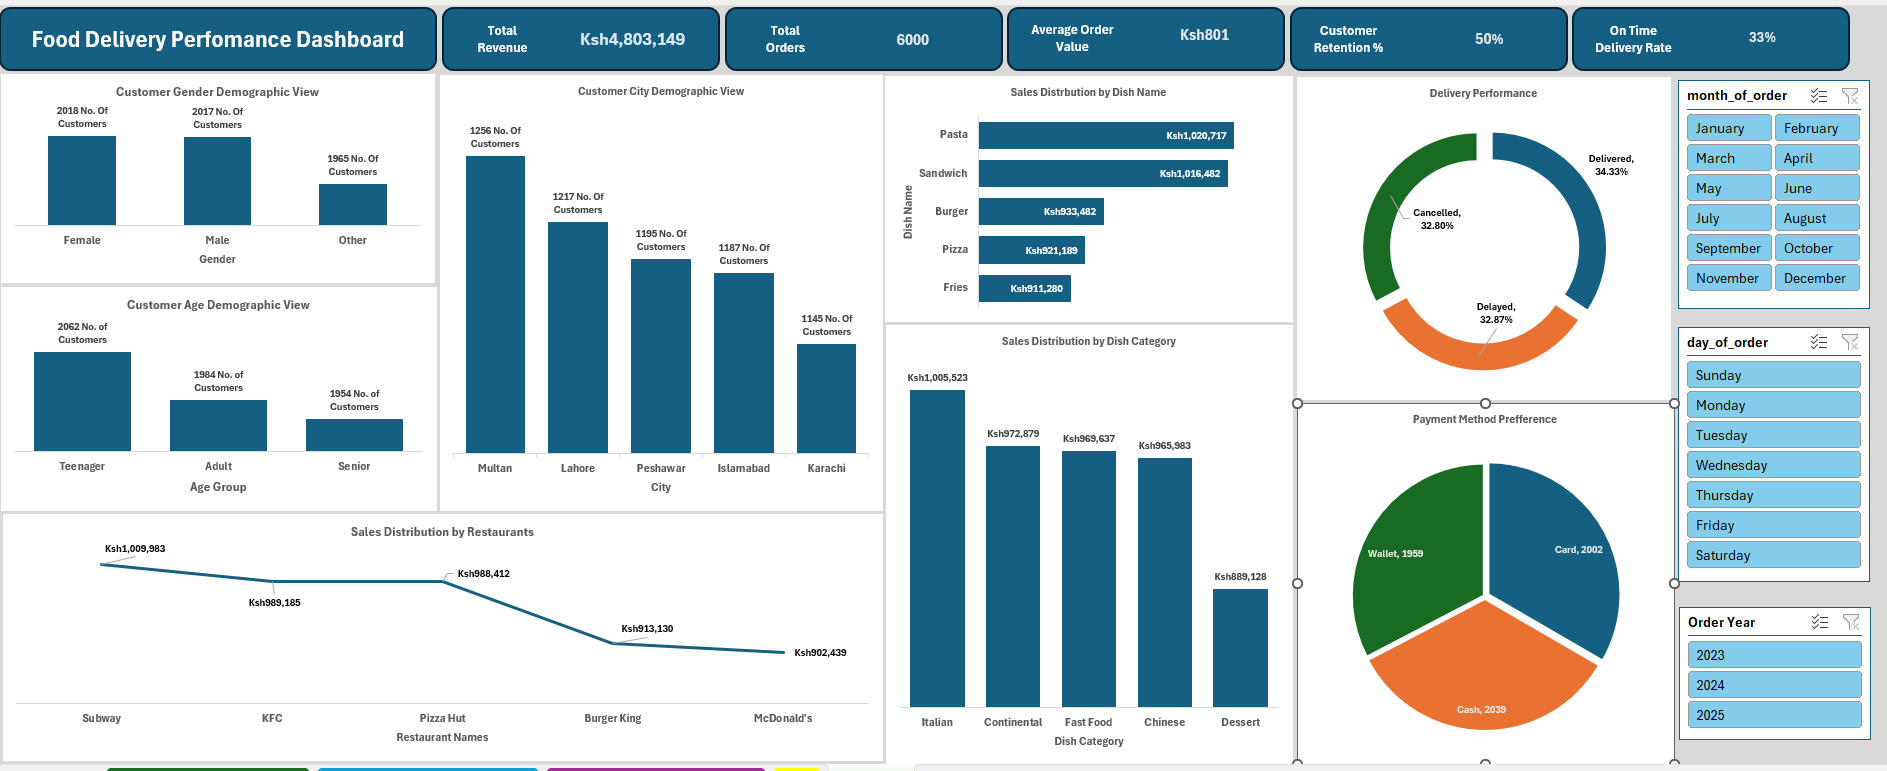 Food Delivery Perfomance Dashboard
Total
Revenue
Ksh4,803,149
Total
Orders
6000
Average Order
Value
Ksh801
Customer
Retention %
50%
On Time
Delivery Rate
33%
Customer Gender Demographic View
2018 No. Of
Customers
2017 No. Of
Customers
1965 No. Of
Customers
Female
Male
Other
Gender
Customer Age Demographic View
2062 No. of
Customers
1984 No. of
Customers
1954 No. of
Customers
Teenager
Adult
Senior
Age Group
Customer City Demographic View
1256 No. Of
Customers
1217 No. Of
Customers
1195 No. Of
Customers
1187 No. Of
Customers
1145 No. Of
Customers
Multan
Lahore
Peshawar
Islamabad
Karachi
City
Sales Distribution by Restaurants
Ksh1,009,983
Ksh989,185
Ksh988,412
Ksh913,130
Ksh902,439
Subway
KFC
Pizza Hut
Burger King
McDonald's
Restaurant Names
Sales Distrbution by Dish Name
Dish Name
Pasta
Ksh1,020,717
Sandwich
Ksh1,016,482
Burger
Ksh933,482
Pizza
Ksh921,189
Fries
Ksh911,280
Sales Distribution by Dish Category
Ksh1,005,523
Ksh972,879
Ksh969,637
Ksh965,983
Ksh889,128
Italian
Continental
Fast Food
Chinese
Dessert
Dish Category
Delivery Performance
Delivered,
34.33%
Cancelled,
32.80%
Delayed,
32.87%
Payment Method Prefference
Wallet, 1959
Card, 2002
Cash, 2039
month_of_order
January
February
March
April
May
June
July
August
September
October
November
December
day_of_order
Sunday
Monday
Tuesday
Wednesday
Thursday
Friday
Saturday
Order Year
2023
2024
2025